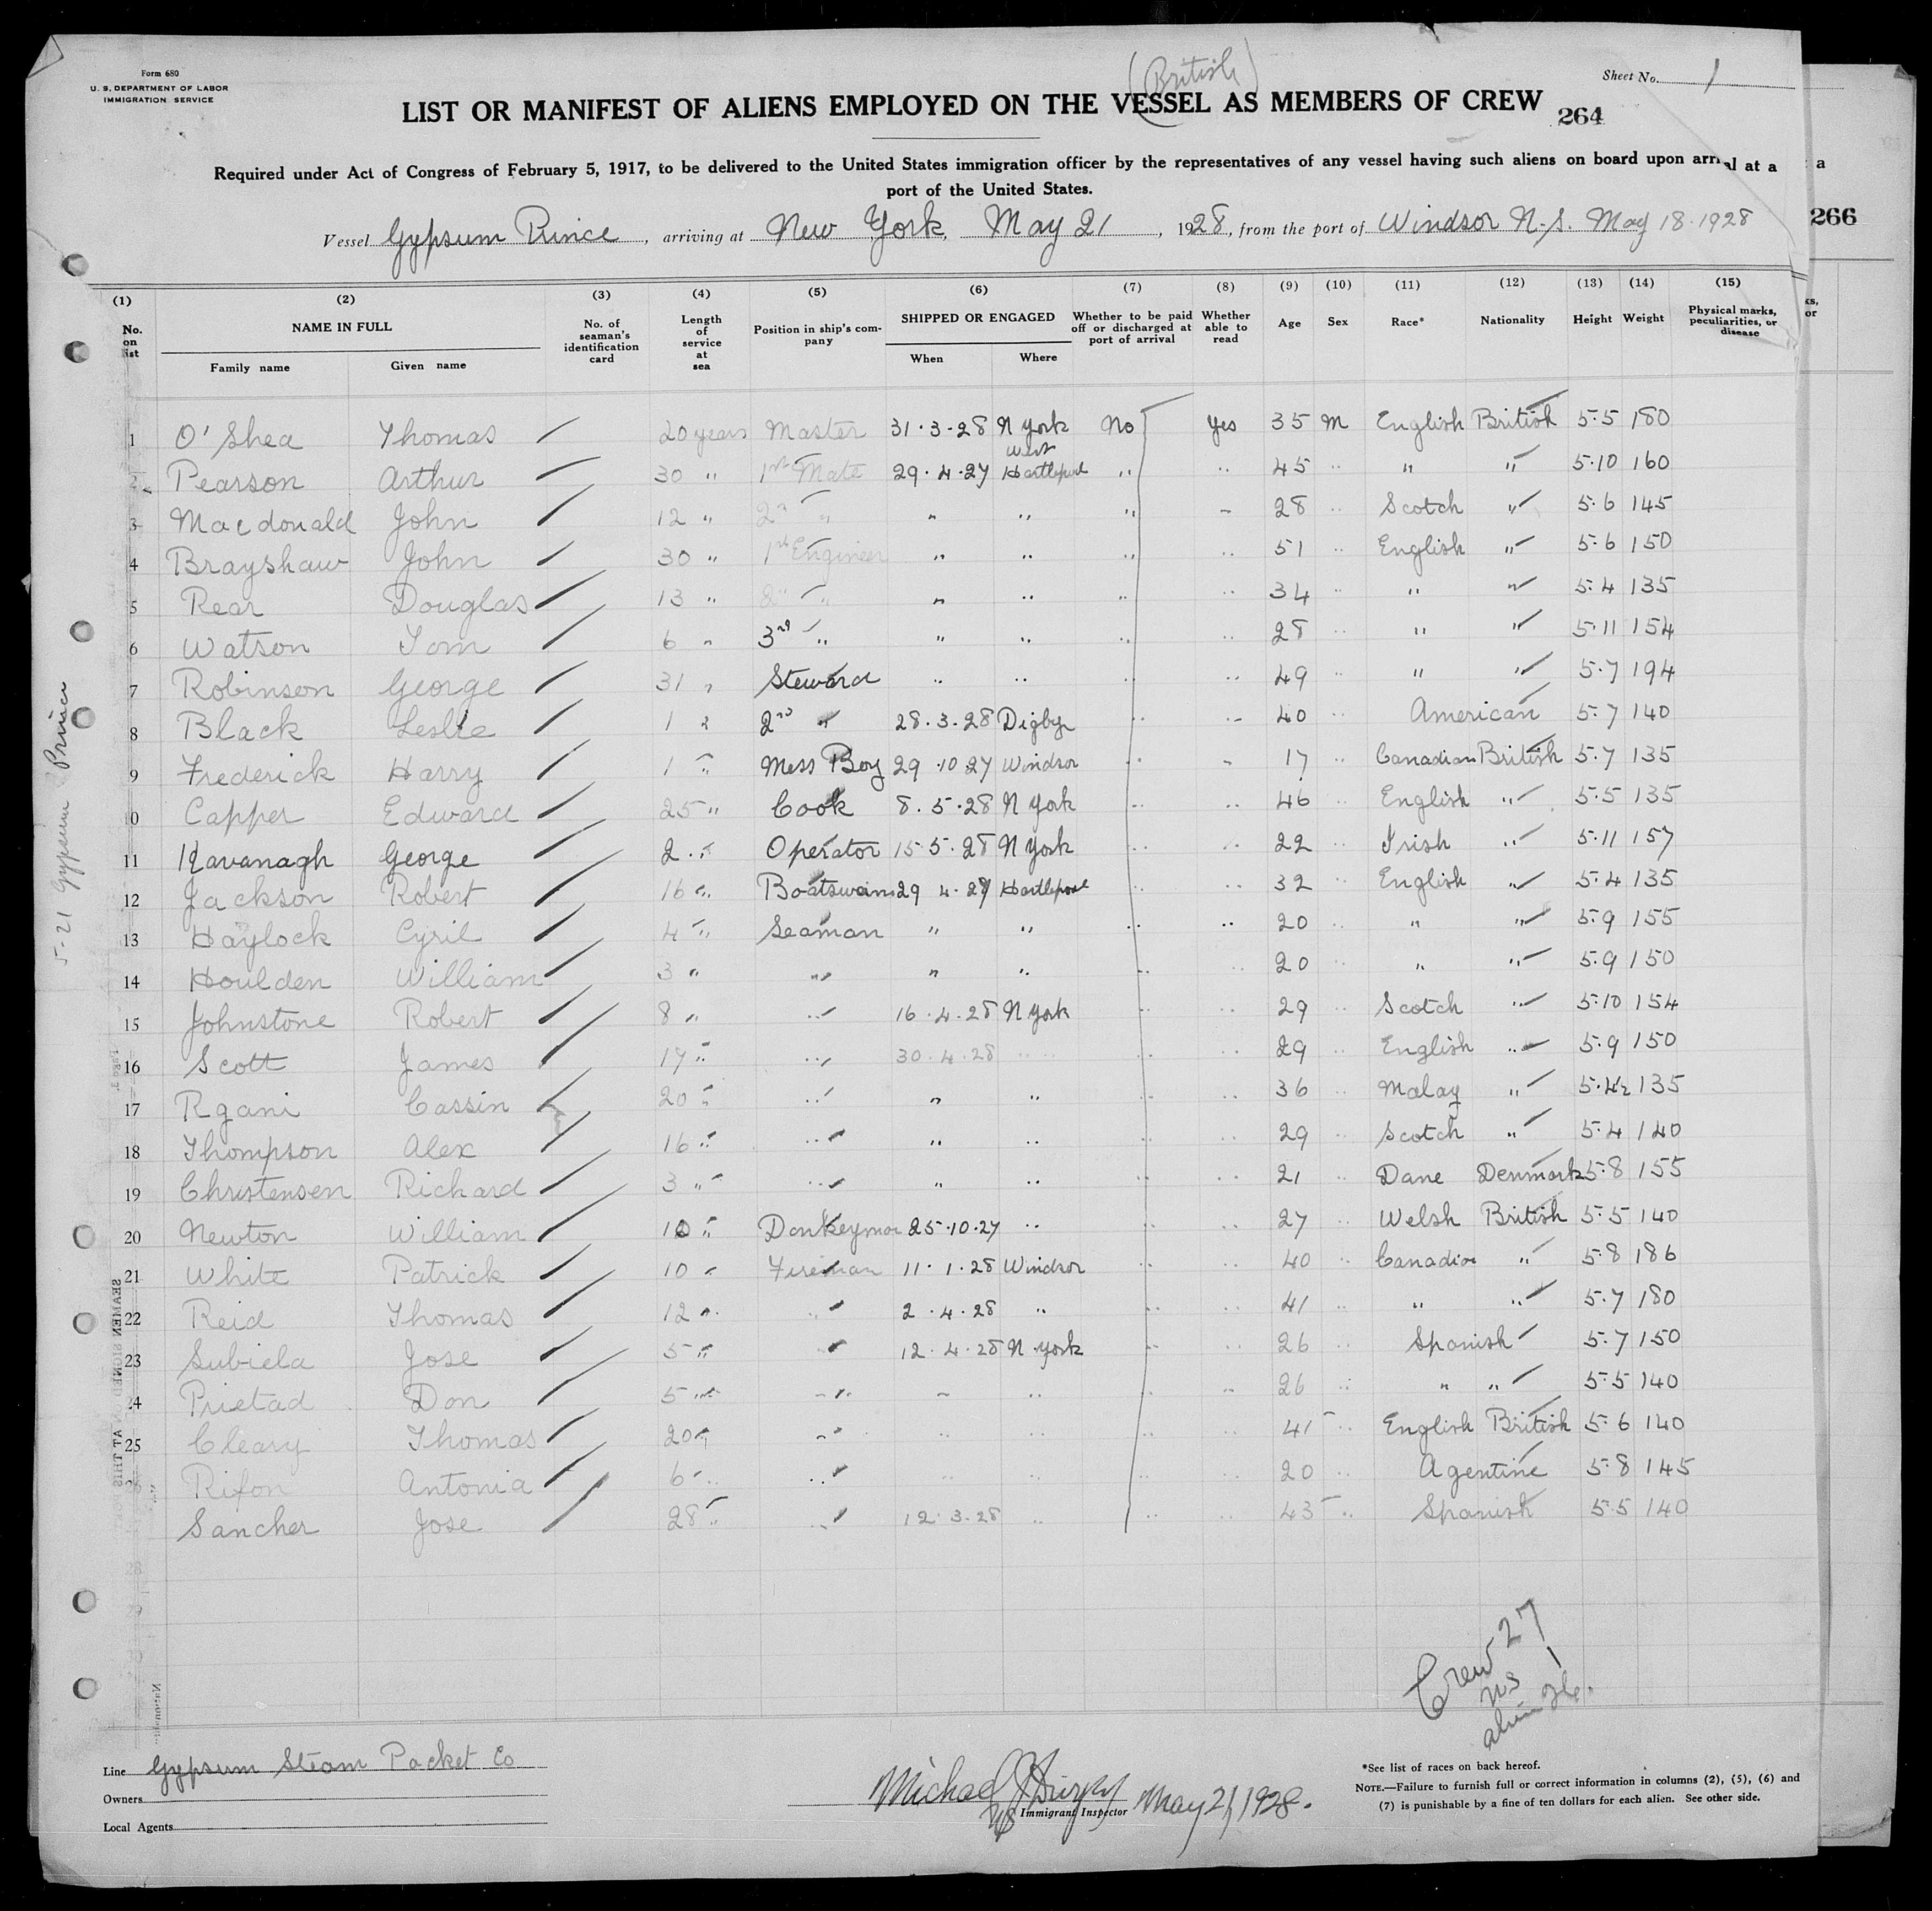 Form 680
U. S. DEPARTMENT OF LABOR
IMMIGRATION SERVICE
(British)
Sheet No. 1
LIST OR MANIFEST OF ALIENS EMPLOYED ON THE VESSEL AS MEMBERS OF CREW
264
Required under Act of Congress of February 5, 1917, to be delivered to the United States immigration officer by the representatives of any vessel having such aliens on board upon arrival at a
port of the United States.
266
Vessel Gypsum Prince, arriving at New York, May 21, 1928, from the port of Windsor N.S. May 18.1928
(1) (2) (3) (4) (5) (6) (7) (8) (9) (10) (11) (12) (13) (14) (15)
No. on list NAME IN FULL Family name Given name No. of seaman's identification card Length of service at sea Position in ship's company SHIPPED OR ENGAGED When Where Whether to be paid off or discharged at port of arrival Whether able to read Age Sex Race* Nationality Height Weight Physical marks, peculiarities, or disease
1 O'Shea Thomas 20 years Master 31.3.28 N York No Yes 35 M English British 5.5 180
2 Pearson Arthur 30 " 1st Mate 29.4.27 West Hartlepool " " 45 " " " 5.10 160
3 Macdonald John 12 " 2nd " " " " " 28 " Scotch " 5.6 145
4 Brayshaw John 30 " 1st Engineer " " " " 51 " English " 5.6 150
5 Rear Douglas 13 " 2nd " " " " " 34 " " " 5.4 135
6 Watson Tom 6 " 3rd " " " " " 28 " " " 5.11 154
7 Robinson George 31 " Steward " " " " 49 " " " 5.7 194
8 Black Leslie 1 " 2nd " 28.3.28 Digby " " 40 " American 5.7 140
9 Frederick Harry 1 " Mess Boy 29.10.27 Windsor " " 17 " Canadian British 5.7 135
10 Capper Edward 25 " Cook 8.5.28 N York " " 46 " English " 5.5 135
11 Kavanagh George 2 " Operator 15.5.28 N York " " 22 " Irish " 5.11 157
12 Jackson Robert 16 " Boatswain 29 4.27 Hartlepool " " 32 " English " 5.4 135
13 Haylock Cyril 4 " Seaman " " " " 20 " " " 5.9 155
14 Houlden William 3 " " " " " " 20 " " " 5.9 150
15 Johnstone Robert 8 " " 16.4.28 N York " " 29 " Scotch " 5.10 154
16 Scott James 17 " " 30.4.28 " " " 29 " English " 5.9 150
17 Rgani Cassin 20 " " " " " " 36 " Malay " 5.4½ 135
18 Thompson Alex 16 " " " " " " 29 " Scotch " 5.4 140
19 Christensen Richard 3 " " " " " " 21 " Dane Denmark 5.8 155
20 Newton William 10 " Donkeyman 25.10.27 " " " 27 " Welsh British 5.5 140
21 White Patrick 10 " Fireman 11.1.28 Windsor " " 40 " Canadian " 5.8 186
22 Reid Thomas 12 " " 2.4.28 " " " 41 " " " 5.7 180
23 Subiela Jose 5 " " 12.4.28 N York " " 26 " Spanish 5.7 150
24 Prietad Don 5 " " " " " " 26 " " " 5.5 140
25 Cleary Thomas 20 " " " " " " 41 " English British 5.6 140
26 Rifon Antonia 6 " " " " " " 20 " Agentine 5.8 145
Sancher Jose 28 " " 12.3.28 " " " 43 " Spanish 5.5 140
5-21 Gypsum Prince
Crew 27
US 1
alien 26.
Line Gypsum Steam Packet Co
Owners
Local Agents
Michael J
Immigrant Inspector
May 21, 1928.
*See list of races on back hereof.
NOTE.—Failure to furnish full or correct information in columns (2), (5), (6) and
(7) is punishable by a fine of ten dollars for each alien. See other side.